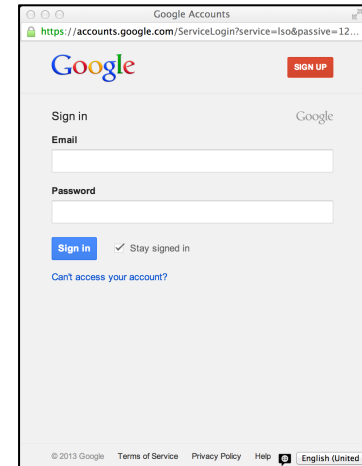 Google Accounts
https://accounts.google.com/ServiceLogin?service=lso&passive=12...
Google
SIGN UP
Sign in
Google
Email
Password
Sign in
Stay signed in
Can't access your account?
© 2013 Google Terms of Service Privacy Policy Help English (United